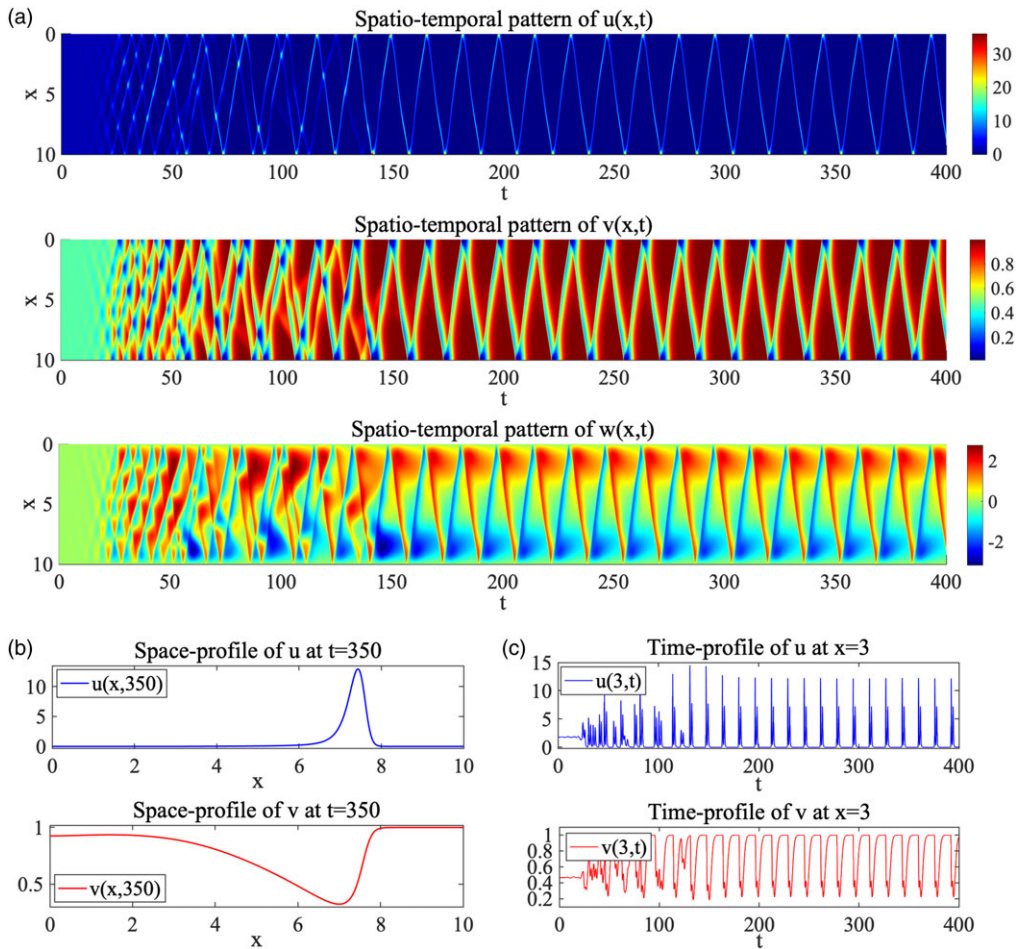 (a)
Spatio-temporal pattern of u(x,t)
0
5
10
x
0 50 100 150 200 250 300 350 400
t
30
20
10
0
Spatio-temporal pattern of v(x,t)
0
5
10
x
0 50 100 150 200 250 300 350 400
t
0.8
0.6
0.4
0.2
Spatio-temporal pattern of w(x,t)
0
5
10
x
0 50 100 150 200 250 300 350 400
t
2
0
-2
(b)
Space-profile of u at t=350
10
5
0
u(x,350)
0 2 4 6 8 10
x
Space-profile of v at t=350
1
0.5
v(x,350)
0 2 4 6 8 10
x
(c)
Time-profile of u at x=3
15
10
5
0
u(3,t)
0 100 200 300 400
t
Time-profile of v at x=3
1
0.8
0.6
0.4
0.2
v(3,t)
0 100 200 300 400
t